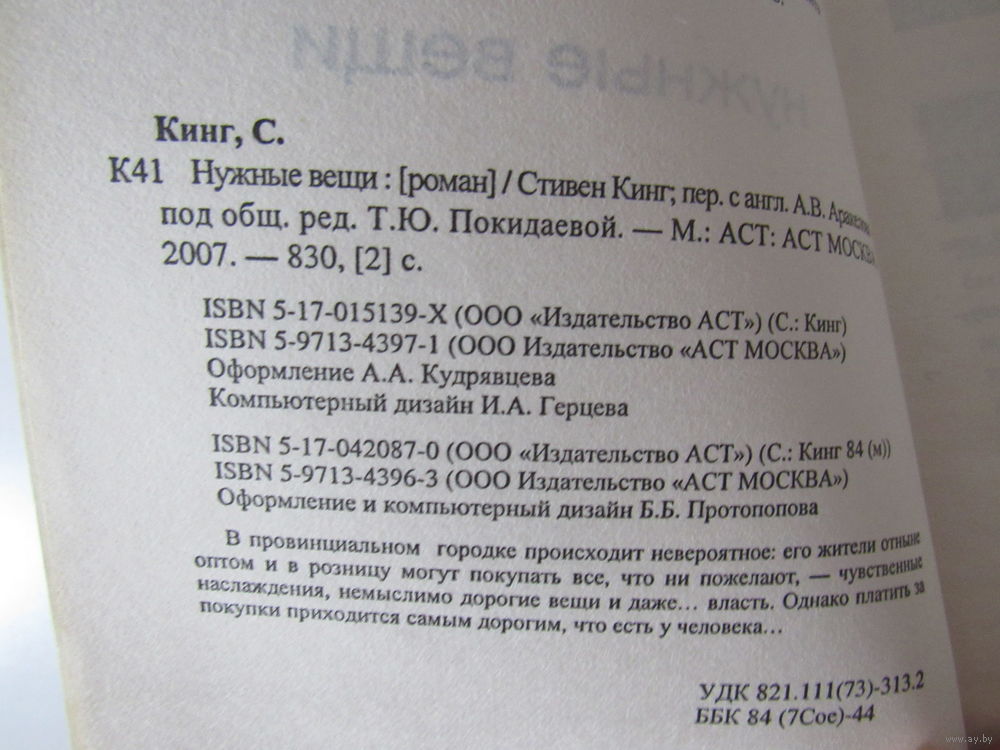 нужные вещи
Кинг, С.
К41 Нужные вещи : [роман] / Стивен Кинг; пер. с англ. А.В.
под общ. ред. Т.Ю. Покидаевой. — М.: АСТ: АСТ МОСКВА
2007. — 830, [2] с.
ISBN 5-17-015139-X (ООО «Издательство АСТ») (С.: Кинг)
ISBN 5-9713-4397-1 (ООО Издательство «АСТ МОСКВА»)
Оформление А.А. Кудрявцева
Компьютерный дизайн И.А. Герцева
ISBN 5-17-042087-0 (ООО «Издательство АСТ») (С.: Кинг 84 (м))
ISBN 5-9713-4396-3 (ООО Издательство «АСТ МОСКВА»)
Оформление и компьютерный дизайн Б.Б. Протопопова
В провинциальном городке происходит невероятное: его жители отныне
оптом и в розницу могут покупать все, что ни пожелают, — чувственные
наслаждения, немыслимо дорогие вещи и даже... власть. Однако платить за
покупки приходится самым дорогим, что есть у человека...
УДК 821.111(73)-313.2
ББК 84 (7Сое)-44
www.ay.by